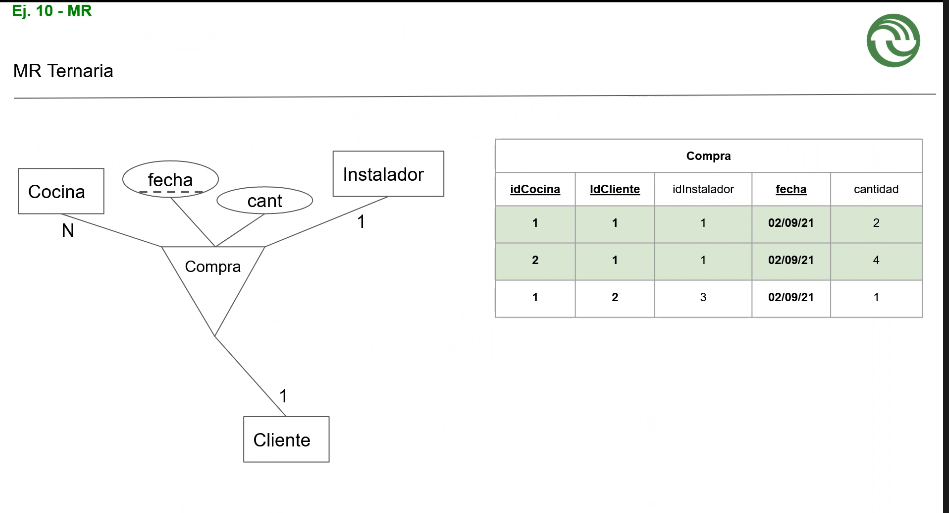 Ej. 10 - MR
MR Ternaria
Cocina
fecha
cant
Instalador
N
1
Compra
1
Cliente
Compra
idCocina IdCliente idInstalador fecha cantidad
1 1 1 02/09/21 2
2 1 1 02/09/21 4
1 2 3 02/09/21 1